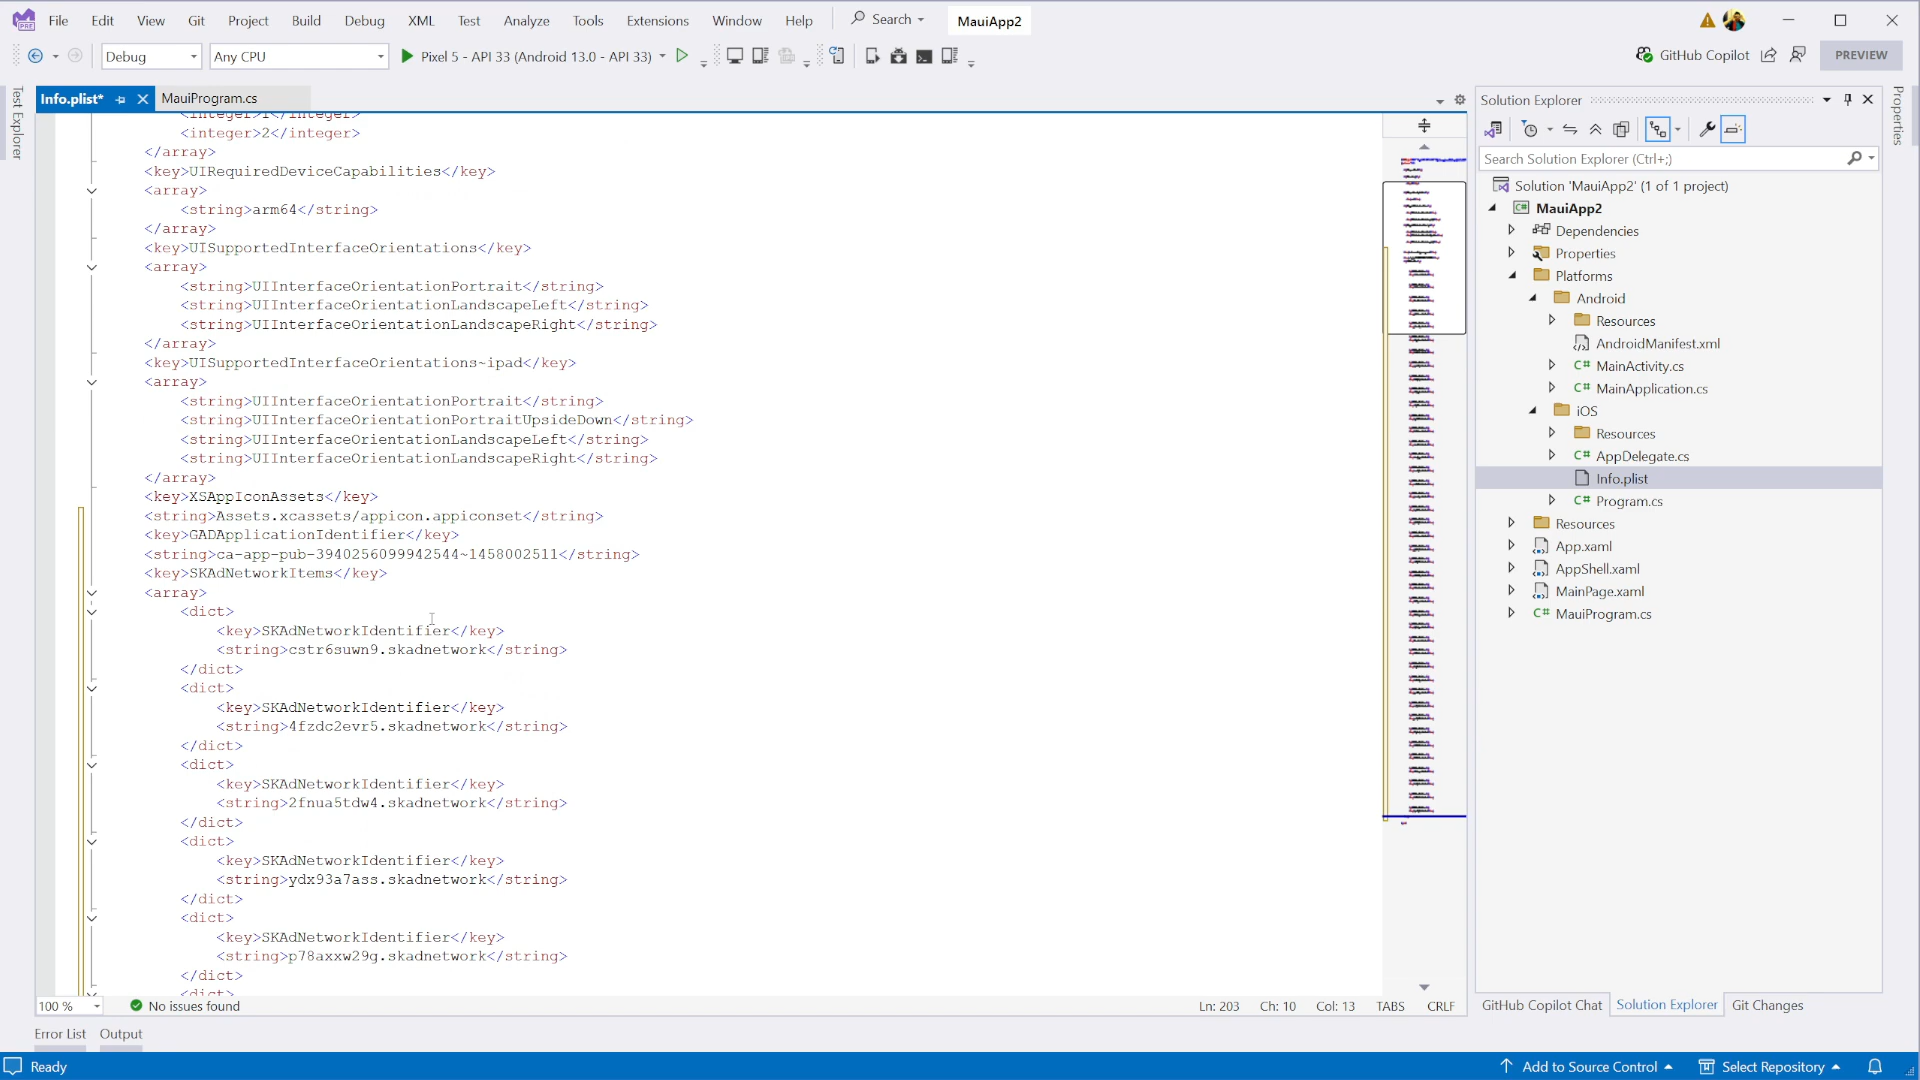 File Edit View Git Project Build Debug XML Test Analyze Tools Extensions Window Help Search MauiApp2
Debug Any CPU Pixel 5 - API 33 (Android 13.0 - API 33) GitHub Copilot PREVIEW
Test Explorer
Info.plist* MauiProgram.cs
<integer>1</integer>
<integer>2</integer>
</array>
<key>UIRequiredDeviceCapabilities</key>
<array>
<string>arm64</string>
</array>
<key>UISupportedInterfaceOrientations</key>
<array>
<string>UIInterfaceOrientationPortrait</string>
<string>UIInterfaceOrientationLandscapeLeft</string>
<string>UIInterfaceOrientationLandscapeRight</string>
</array>
<key>UISupportedInterfaceOrientations~ipad</key>
<array>
<string>UIInterfaceOrientationPortrait</string>
<string>UIInterfaceOrientationPortraitUpsideDown</string>
<string>UIInterfaceOrientationLandscapeLeft</string>
<string>UIInterfaceOrientationLandscapeRight</string>
</array>
<key>XSAppIconAssets</key>
<string>Assets.xcassets/appicon.appiconset</string>
<key>GADApplicationIdentifier</key>
<string>ca-app-pub-3940256099942544~1458002511</string>
<key>SKAdNetworkItems</key>
<array>
<dict>
<key>SKAdNetworkIdentifier</key>
<string>cstr6suwn9.skadnetwork</string>
</dict>
<dict>
<key>SKAdNetworkIdentifier</key>
<string>4fzdc2evr5.skadnetwork</string>
</dict>
<dict>
<key>SKAdNetworkIdentifier</key>
<string>2fnua5tdw4.skadnetwork</string>
</dict>
<dict>
<key>SKAdNetworkIdentifier</key>
<string>ydx93a7ass.skadnetwork</string>
</dict>
<dict>
<key>SKAdNetworkIdentifier</key>
<string>p78axxw29g.skadnetwork</string>
</dict>
<dict>
100 % No issues found Ln: 203 Ch: 10 Col: 13 TABS CRLF
Solution Explorer
Search Solution Explorer (Ctrl+;)
Solution 'MauiApp2' (1 of 1 project)
MauiApp2
Dependencies
Properties
Platforms
Android
Resources
AndroidManifest.xml
MainActivity.cs
MainApplication.cs
iOS
Resources
AppDelegate.cs
Info.plist
Program.cs
Resources
App.xaml
AppShell.xaml
MainPage.xaml
MauiProgram.cs
GitHub Copilot Chat Solution Explorer Git Changes
Properties
Error List Output
Ready Add to Source Control Select Repository